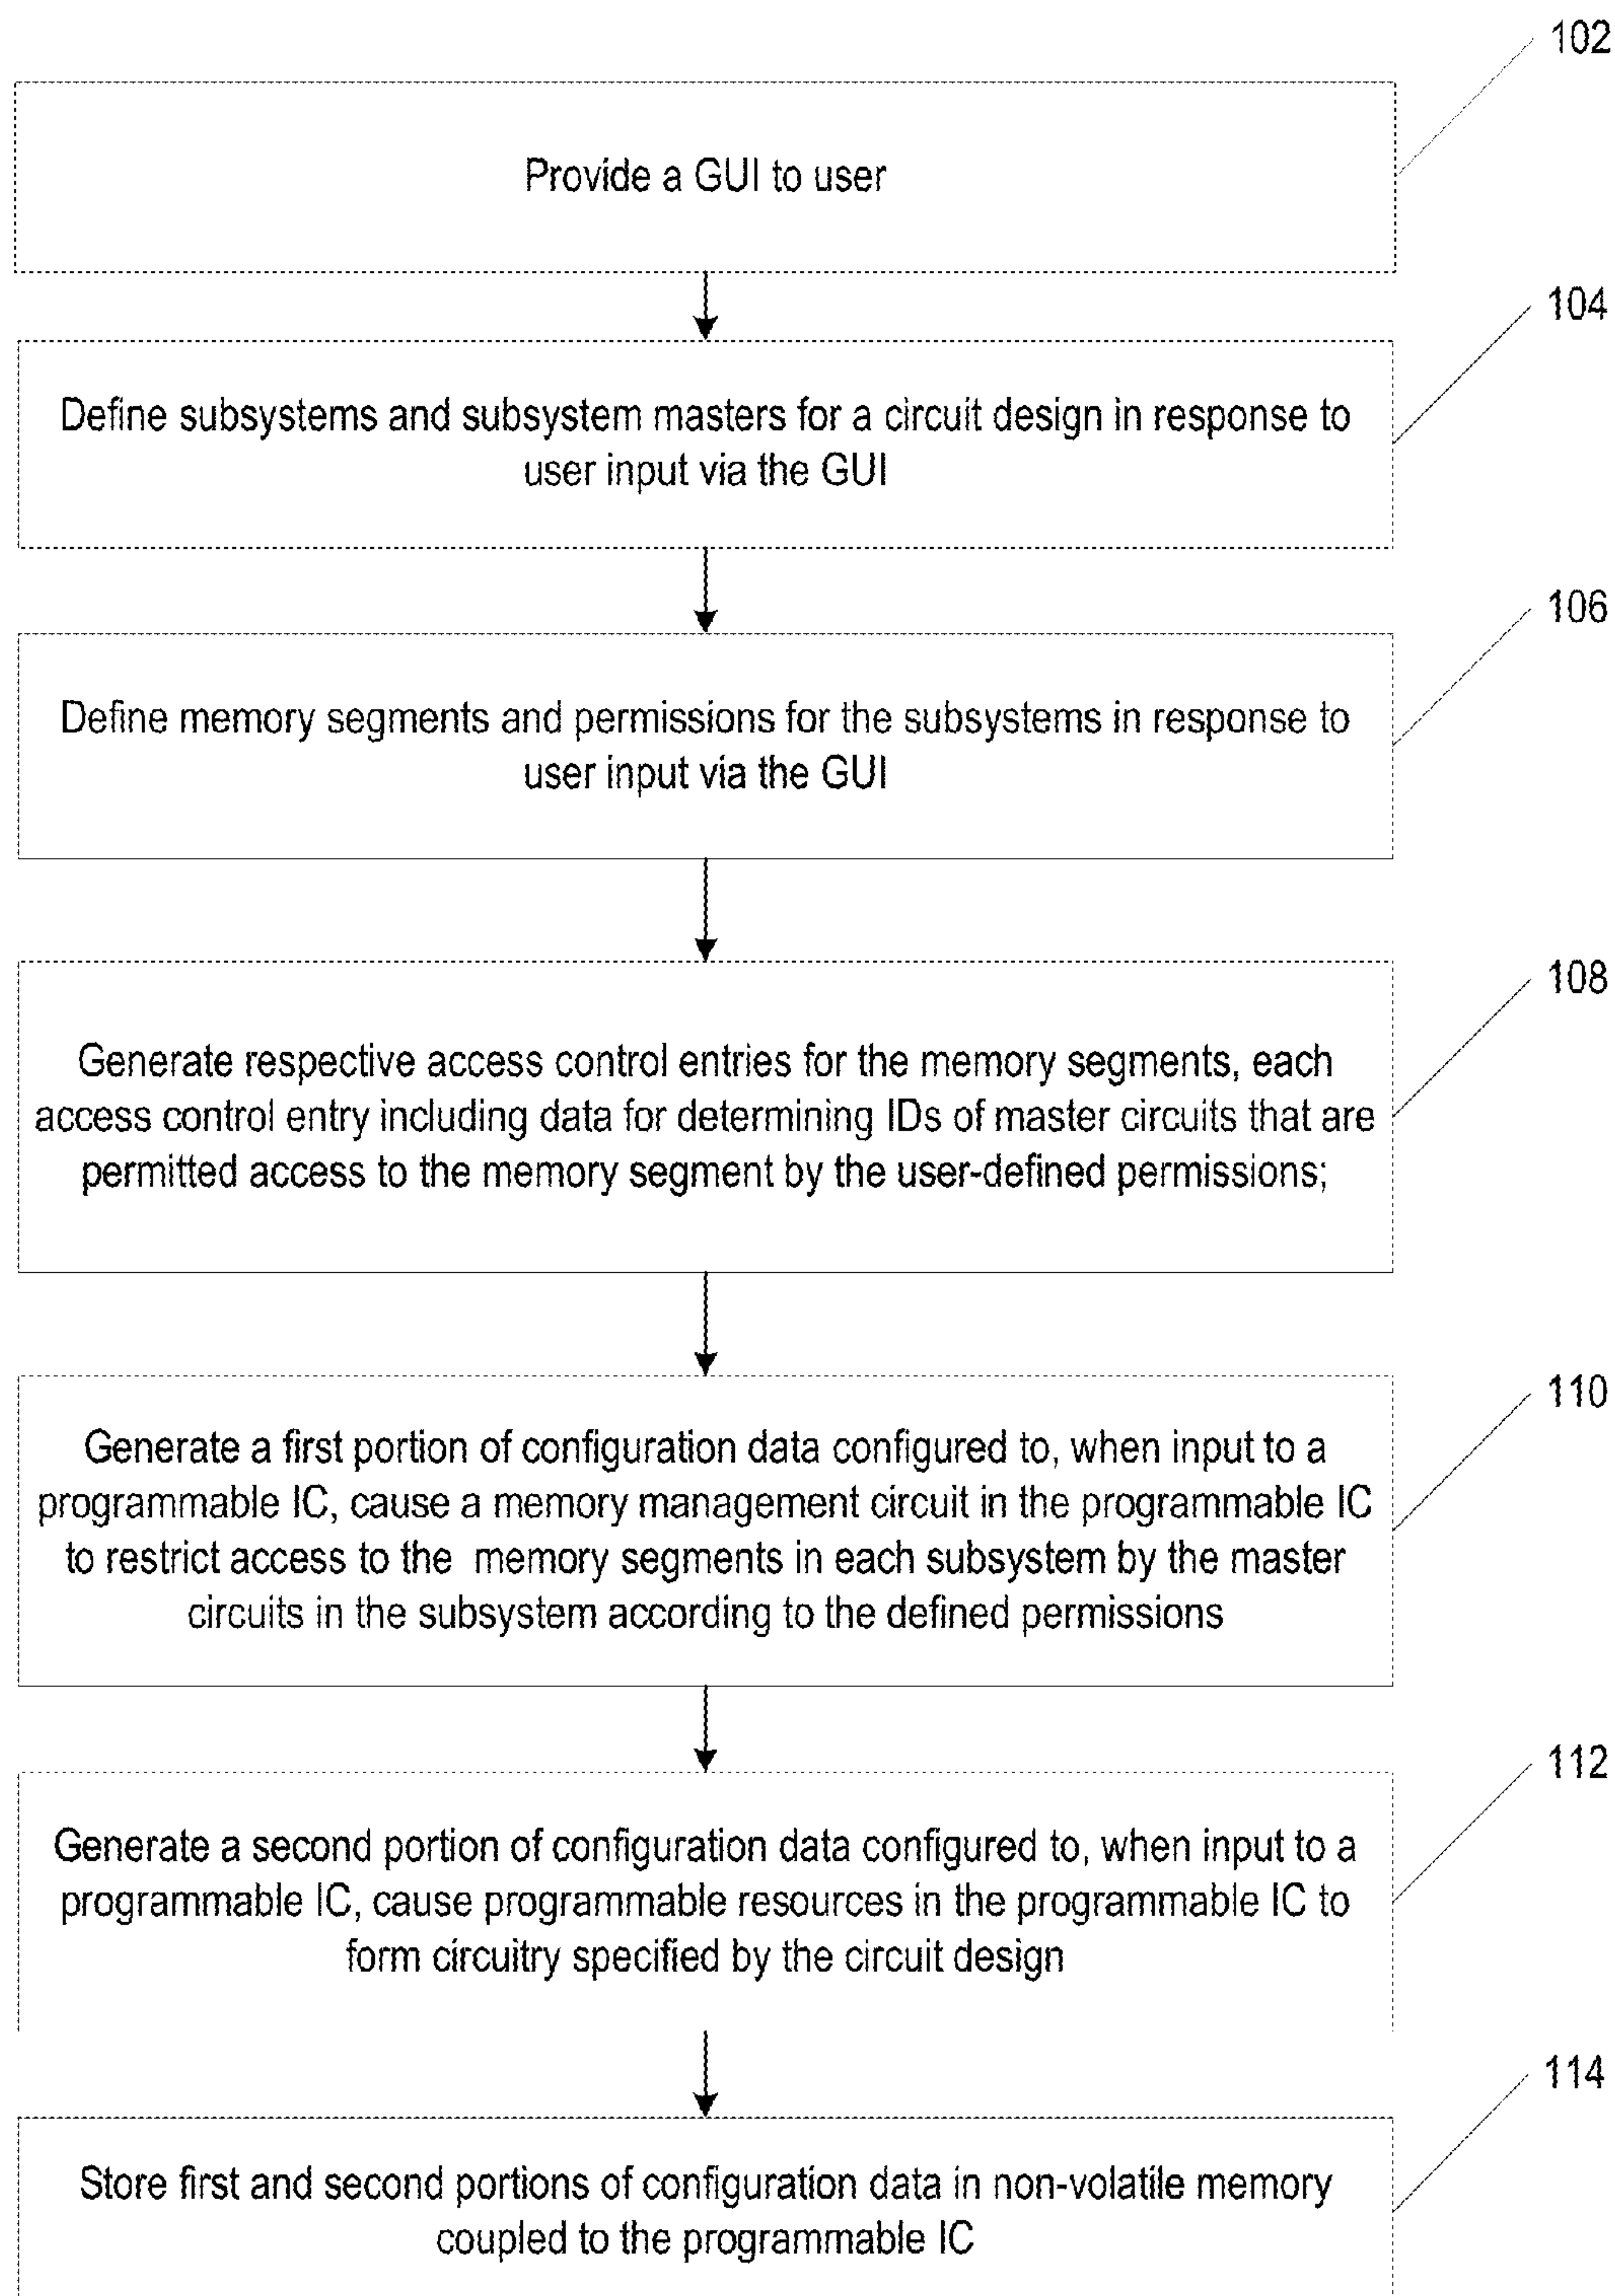 102
Provide a GUI to user
104
Define subsystems and subsystem masters for a circuit design in response to
user input via the GUI
106
Define memory segments and permissions for the subsystems in response to
user input via the GUI
108
Generate respective access control entries for the memory segments, each
access control entry including data for determining IDs of master circuits that are
permitted access to the memory segment by the user-defined permissions;
110
Generate a first portion of configuration data configured to, when input to a
programmable IC, cause a memory management circuit in the programmable IC
to restrict access to the memory segments in each subsystem by the master
circuits in the subsystem according to the defined permissions
112
Generate a second portion of configuration data configured to, when input to a
programmable IC, cause programmable resources in the programmable IC to
form circuitry specified by the circuit design
114
Store first and second portions of configuration data in non-volatile memory
coupled to the programmable IC